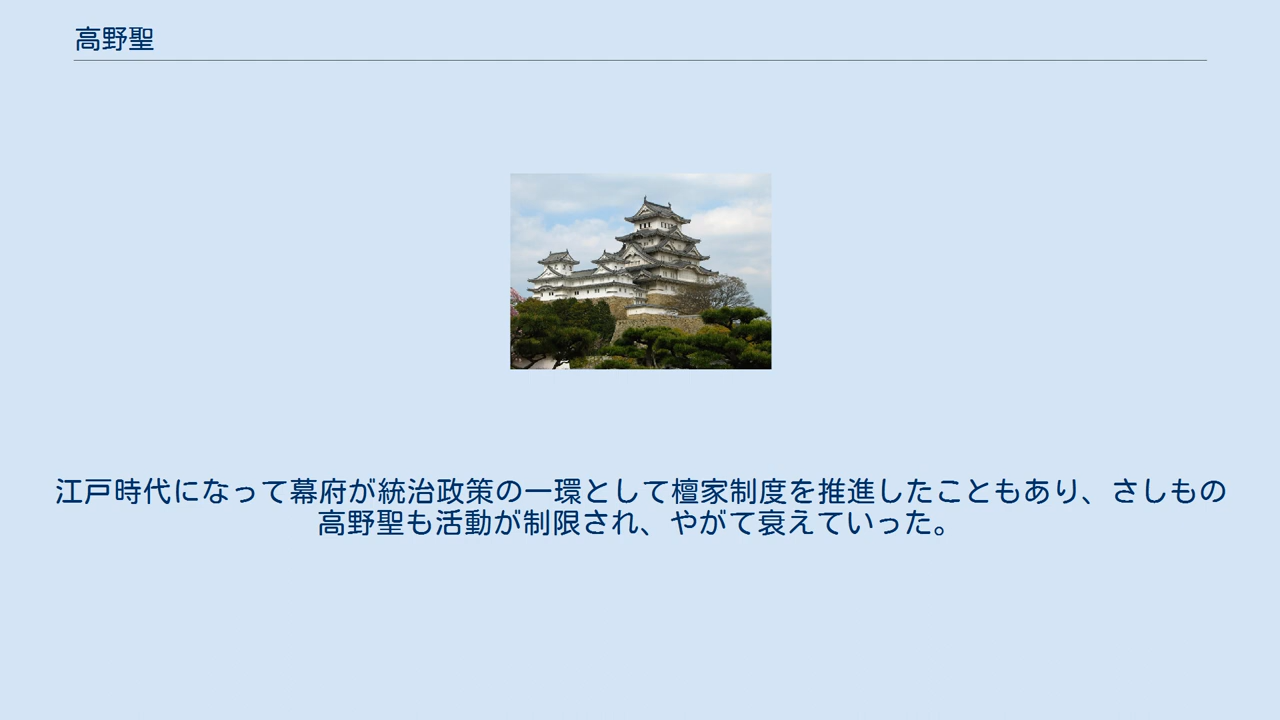 高野聖
江戸時代になって幕府が統治政策の一環として檀家制度を推進したこともあり、さしもの
高野聖も活動が制限され、やがて衰えていった。